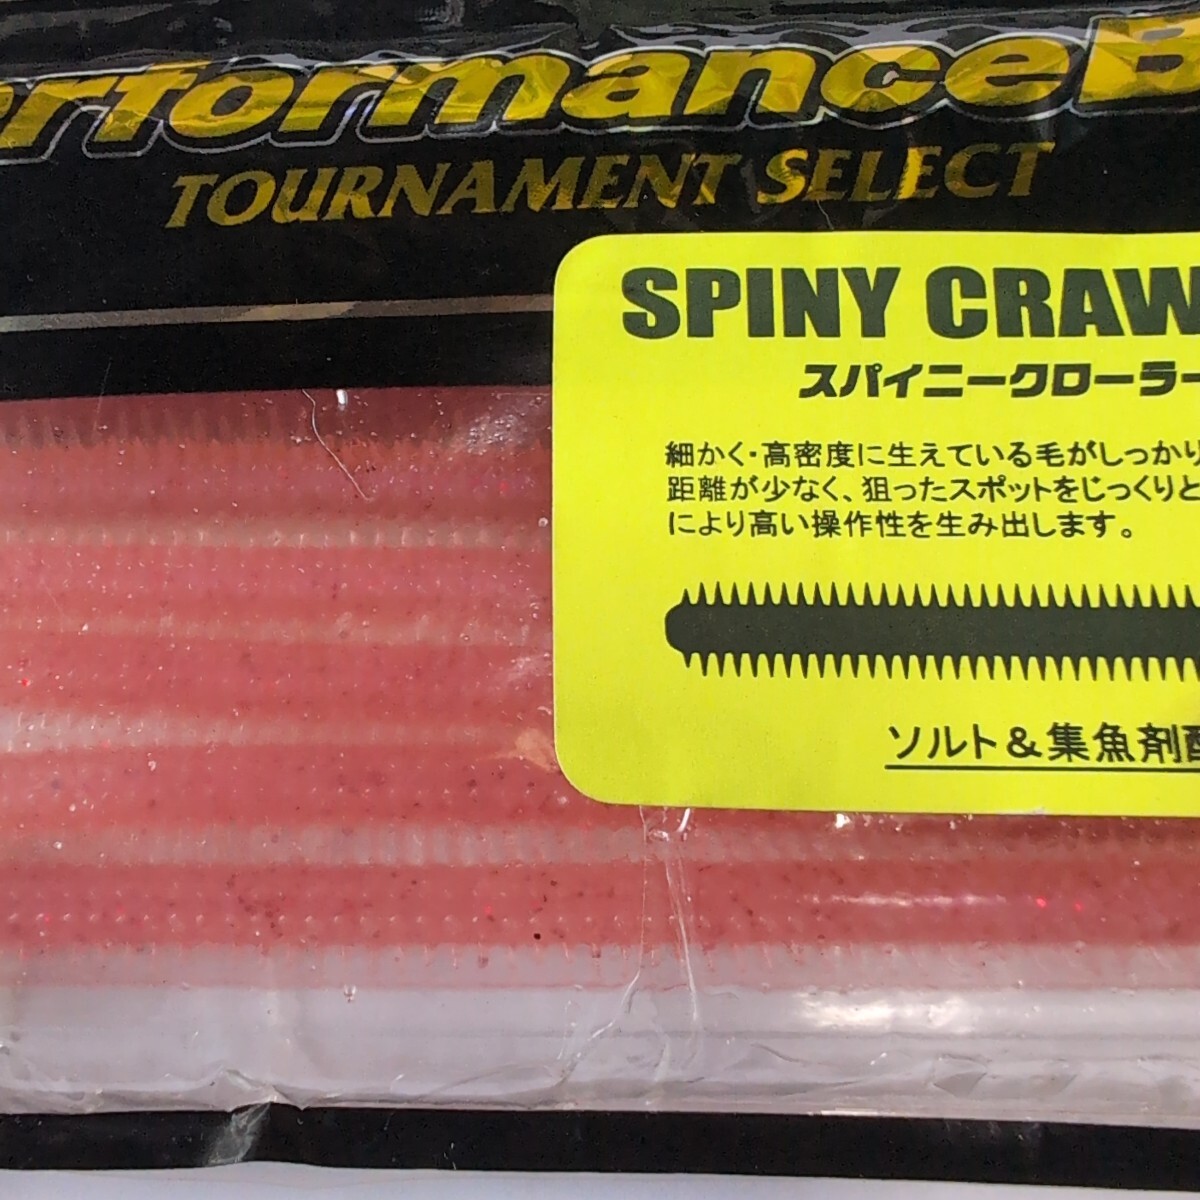 erformanceB
TOURNAMENT SELECT
SPINY CRAW
スパイニークローラー
細かく・高密度に生えている毛がしっかり
距離が少なく、狙ったスポットをじっくりと
により高い操作性を生み出します。
ソルト＆集魚剤配